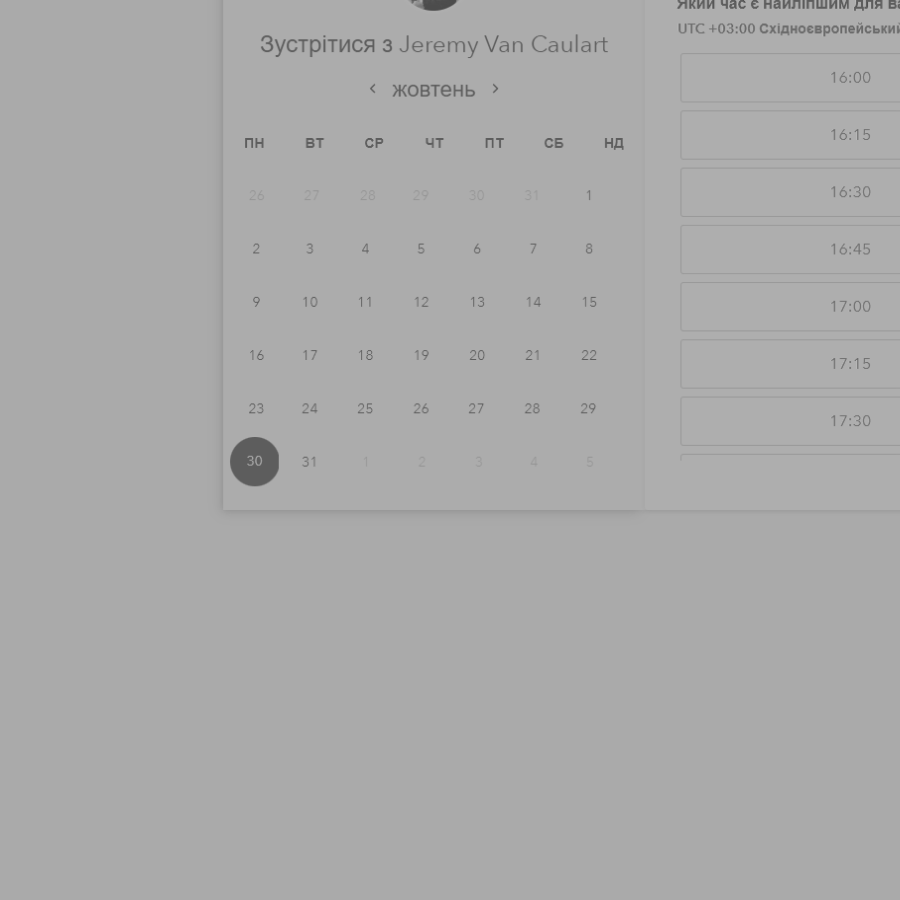 Зустрітися з Jeremy Van Caulart
жовтень
ПН ВТ СР ЧТ ПТ СБ НД
26 27 28 29 30 31 1
2 3 4 5 6 7 8
9 10 11 12 13 14 15
16 17 18 19 20 21 22
23 24 25 26 27 28 29
30 31 1 2 3 4 5
Який час є найліпшим для
UTC +03:00 Східноєвропейський
16:00
16:15
16:30
16:45
17:00
17:15
17:30